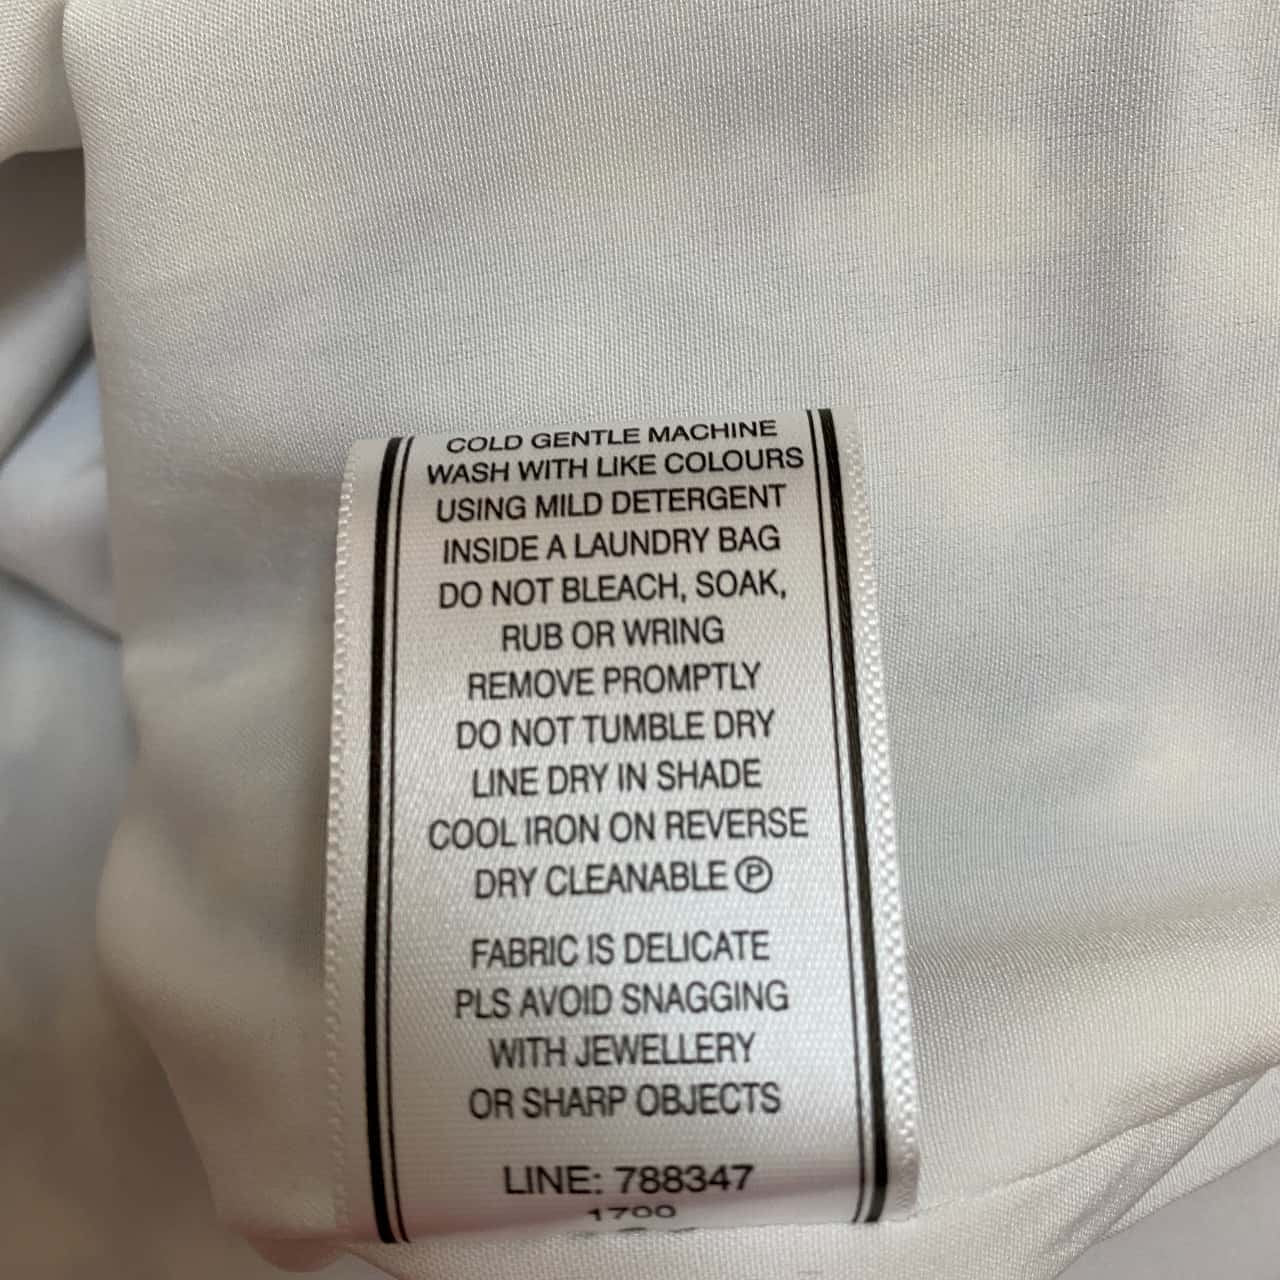 COLD GENTLE MACHINE
WASH WITH LIKE COLOURS
USING MILD DETERGENT
INSIDE A LAUNDRY BAG
DO NOT BLEACH, SOAK,
RUB OR WRING
REMOVE PROMPTLY
DO NOT TUMBLE DRY
LINE DRY IN SHADE
COOL IRON ON REVERSE
DRY CLEANABLE Ⓟ
FABRIC IS DELICATE
PLS AVOID SNAGGING
WITH JEWELLERY
OR SHARP OBJECTS
LINE: 788347
1700